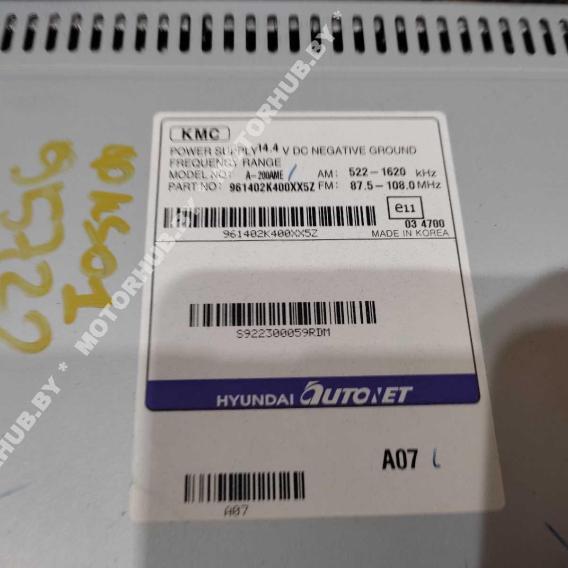 KMC
POWER SUPPLY 14.4 V DC NEGATIVE GROUND
FREQUENCY RANGE
MODEL NO: A-200AME AM: 522-1620 kHz
PART NO: 961402K400XX5Z FM: 87.5-108.0 MHz
e11
03 4700
961402K400XX5Z
MADE IN KOREA
S922300059RDM
HYUNDAI AUTONET
A07
A07
MOTORHUB.BY * MOTORHUB.BY * MOTORHUB.BY